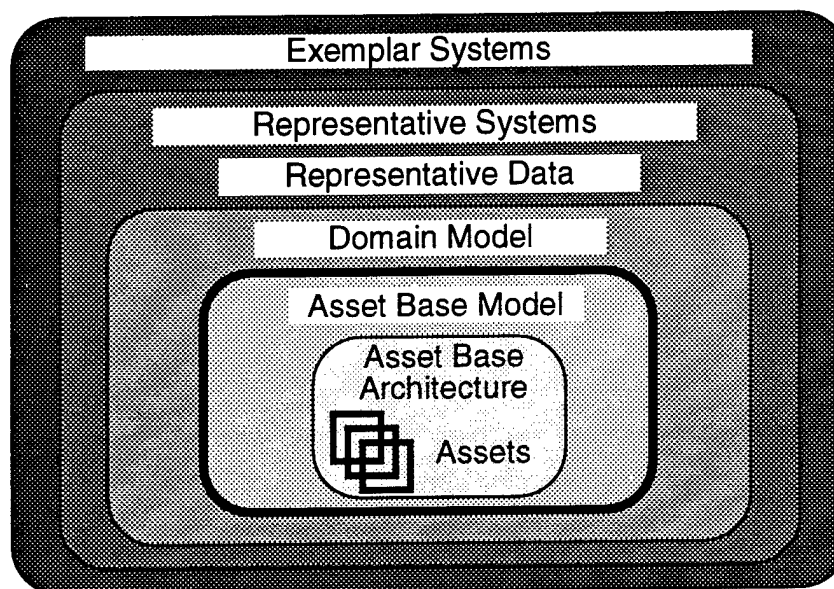 Exemplar Systems
Representative Systems
Representative Data
Domain Model
Asset Base Model
Asset Base
Architecture
Assets